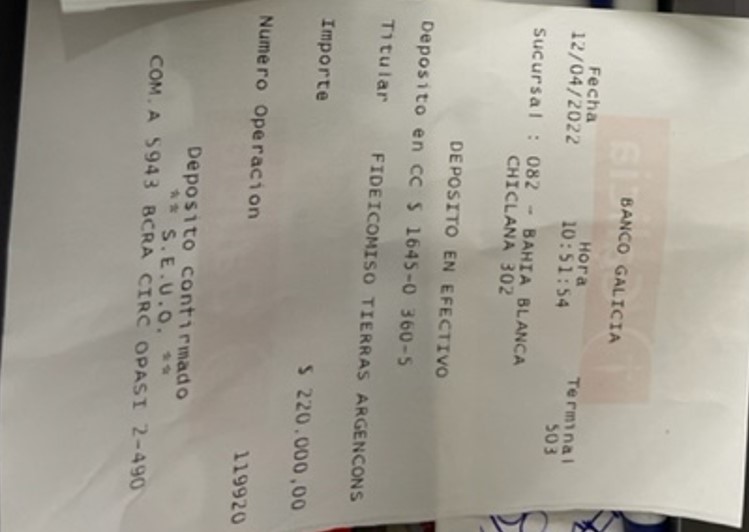 BANCO GALICIA
Fecha Hora Terminal
12/04/2022 10:51:54 503
Sucursal : 082 - BAHIA BLANCA
CHICLANA 302
DEPOSITO EN EFECTIVO
Deposito en CC $ 1645-0 360-5
Titular FIDEICOMISO TIERRAS ARGENCONS
Importe $ 220.000,00
Numero Operacion 119920
Deposito confirmado
** S.E.U.O. **
COM.A 5943 BCRA CIRC OPASI 2-490